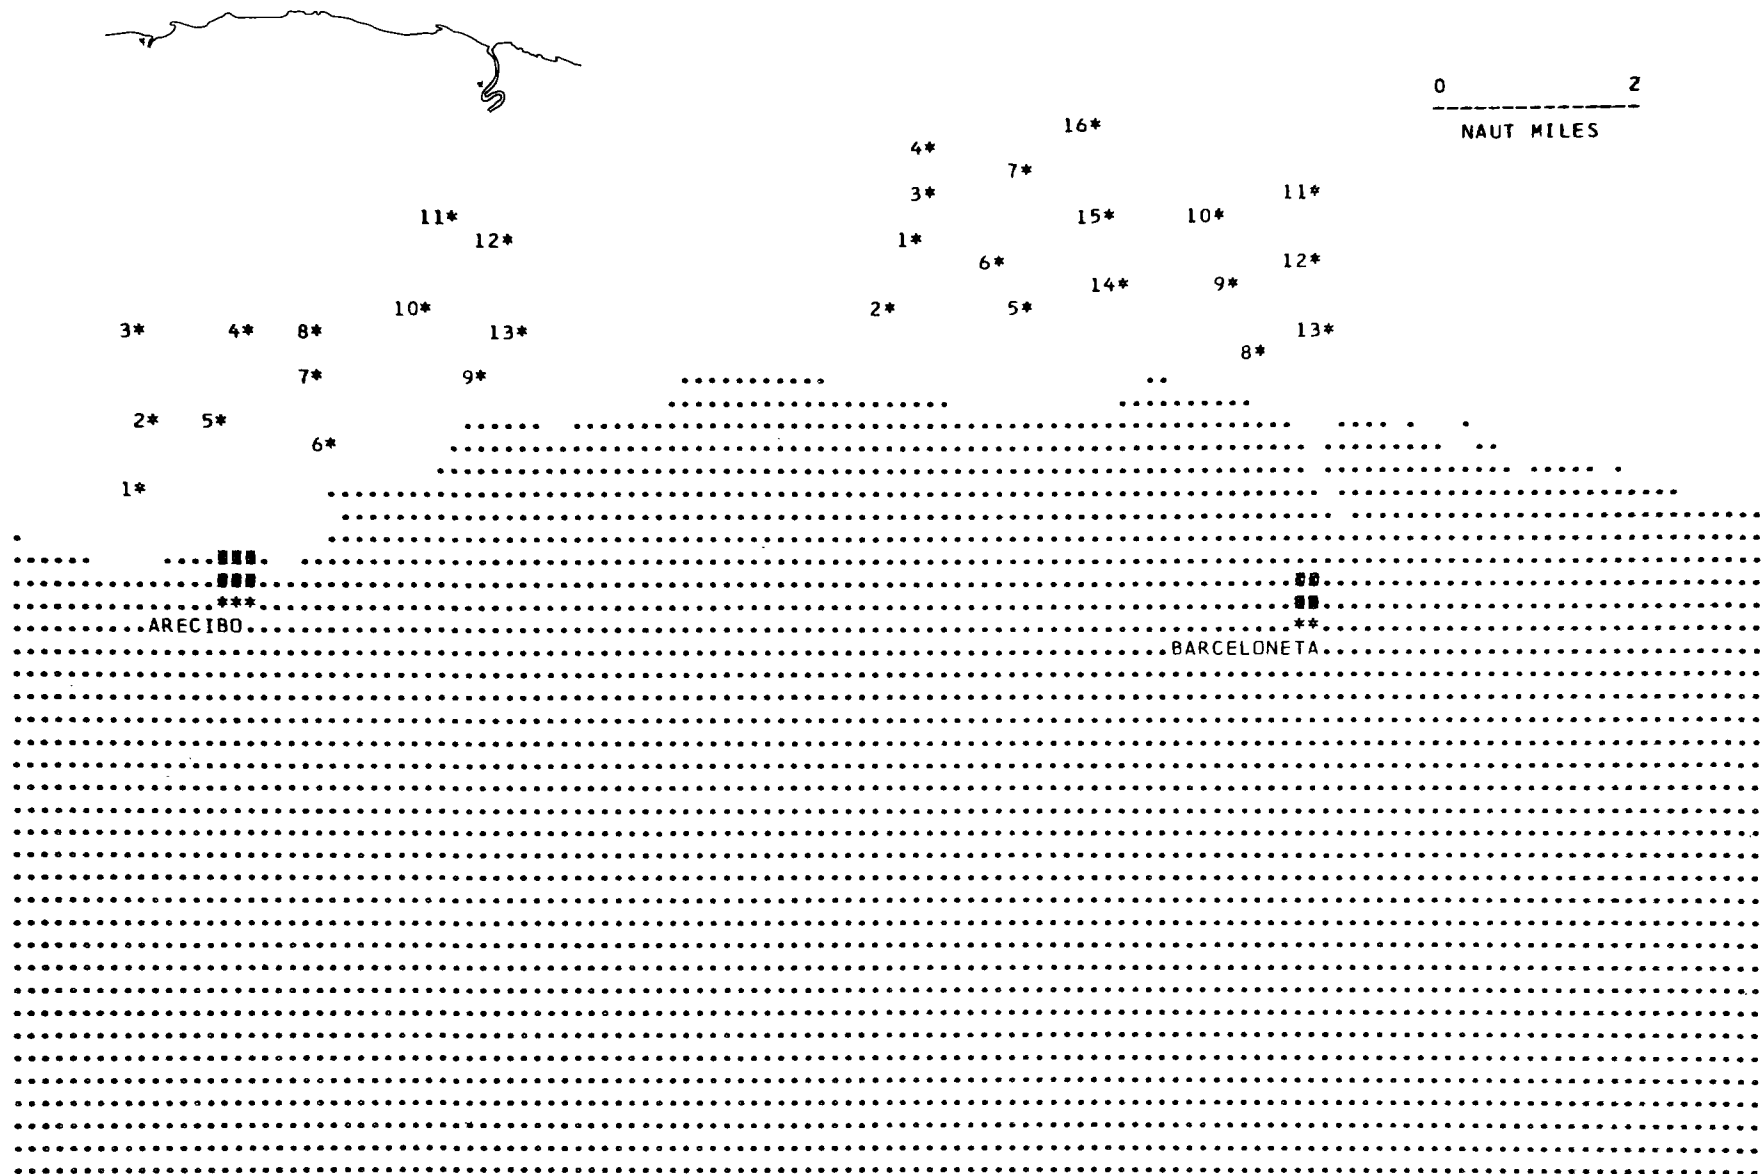 0 2
NAUT MILES
16*
4*
7*
3* 11*
11* 15* 10*
12* 1*
6* 12*
14* 9*
10* 2* 5*
3* 4* 8* 13* 13*
8*
7* 9*
2* 5*
6*
1*
***
ARECIBO **
BARCELONETA